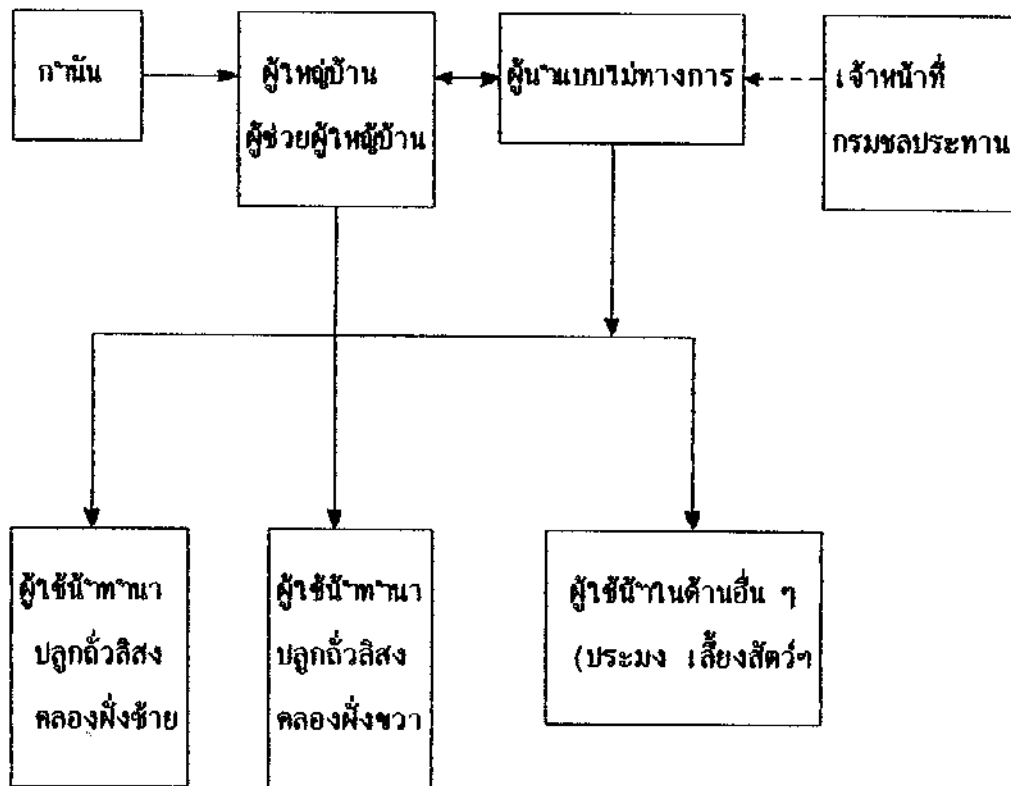 กำนัน
ผู้ใหญ่บ้าน
ผู้ช่วยผู้ใหญ่บ้าน
ผู้นำแบบไม่ทางการ
เจ้าหน้าที่
กรมชลประทาน
ผู้ใช้น้ำทำนา
ปลูกถั่วลิสง
คลองฝั่งซ้าย
ผู้ใช้น้ำทำนา
ปลูกถั่วลิสง
คลองฝั่งขวา
ผู้ใช้น้ำในด้านอื่น ๆ
(ประมง เลี้ยงสัตว์ฯ